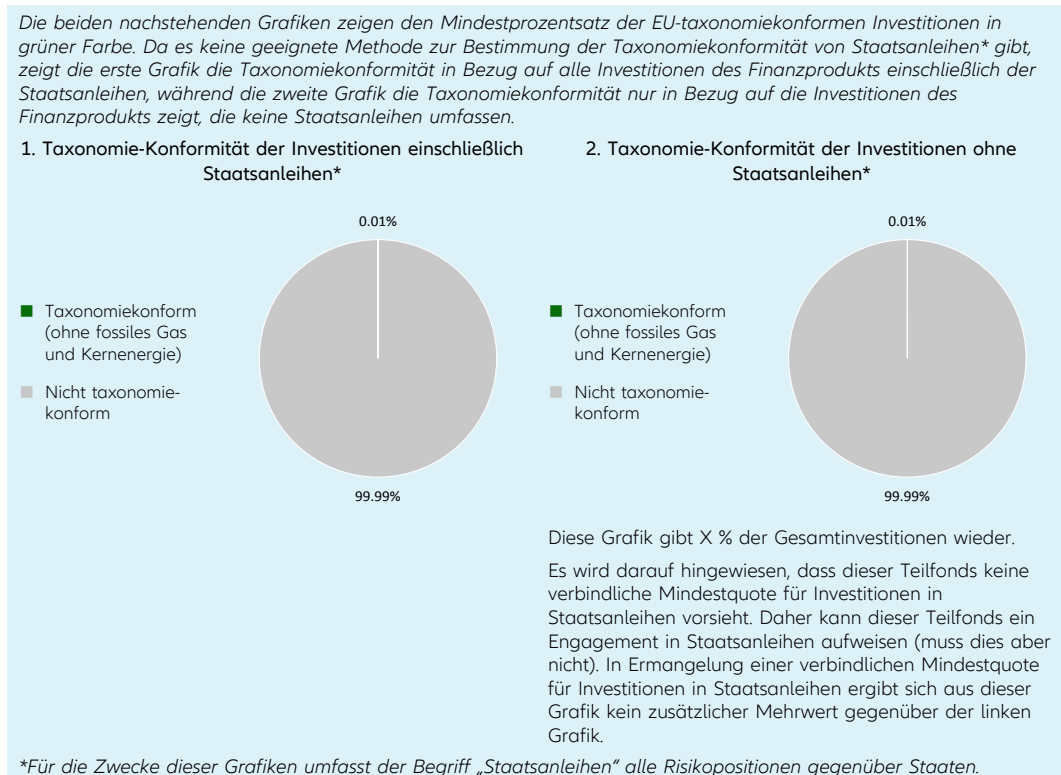 Die beiden nachstehenden Grafiken zeigen den Mindestprozentsatz der EU-taxonomiekonformen Investitionen in
grüner Farbe. Da es keine geeignete Methode zur Bestimmung der Taxonomiekonformität von Staatsanleihen* gibt,
zeigt die erste Grafik die Taxonomiekonformität in Bezug auf alle Investitionen des Finanzprodukts einschließlich der
Staatsanleihen, während die zweite Grafik die Taxonomiekonformität nur in Bezug auf die Investitionen des
Finanzprodukts zeigt, die keine Staatsanleihen umfassen.
1. Taxonomie-Konformität der Investitionen einschließlich
Staatsanleihen*
0.01%
Taxonomiekonform
(ohne fossiles Gas
und Kernenergie)
Nicht taxonomie-
konform
99.99%
2. Taxonomie-Konformität der Investitionen ohne
Staatsanleihen*
0.01%
Taxonomiekonform
(ohne fossiles Gas
und Kernenergie)
Nicht taxonomie-
konform
99.99%
Diese Grafik gibt X % der Gesamtinvestitionen wieder.
Es wird darauf hingewiesen, dass dieser Teilfonds keine
verbindliche Mindestquote für Investitionen in
Staatsanleihen vorsieht. Daher kann dieser Teilfonds ein
Engagement in Staatsanleihen aufweisen (muss dies aber
nicht). In Ermangelung einer verbindlichen Mindestquote
für Investitionen in Staatsanleihen ergibt sich aus dieser
Grafik kein zusätzlicher Mehrwert gegenüber der linken
Grafik.
*Für die Zwecke dieser Grafiken umfasst der Begriff „Staatsanleihen" alle Risikopositionen gegenüber Staaten.